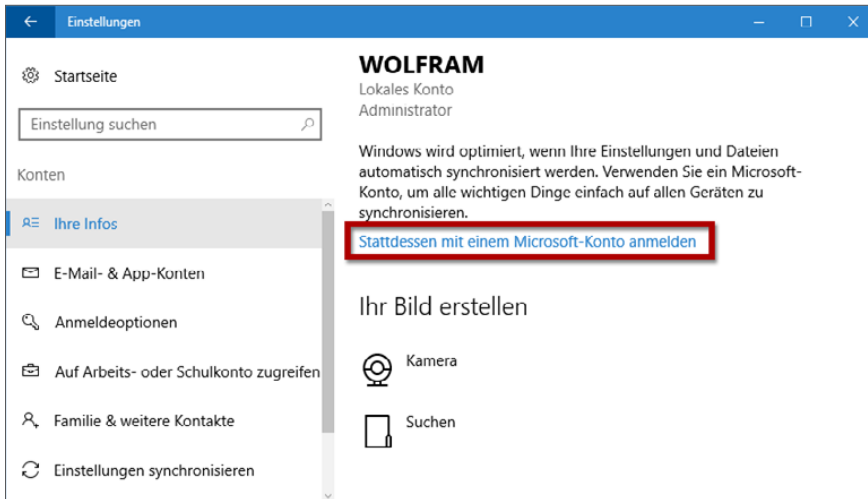 Einstellungen
Startseite
Einstellung suchen
Konten
Ihre Infos
E-Mail- & App-Konten
Anmeldeoptionen
Auf Arbeits- oder Schulkonto zugreifen
Familie & weitere Kontakte
Einstellungen synchronisieren
WOLFRAM
Lokales Konto
Administrator
Windows wird optimiert, wenn Ihre Einstellungen und Dateien
automatisch synchronisiert werden. Verwenden Sie ein Microsoft-
Konto, um alle wichtigen Dinge einfach auf allen Geräten zu
synchronisieren.
Stattdessen mit einem Microsoft-Konto anmelden
Ihr Bild erstellen
Kamera
Suchen